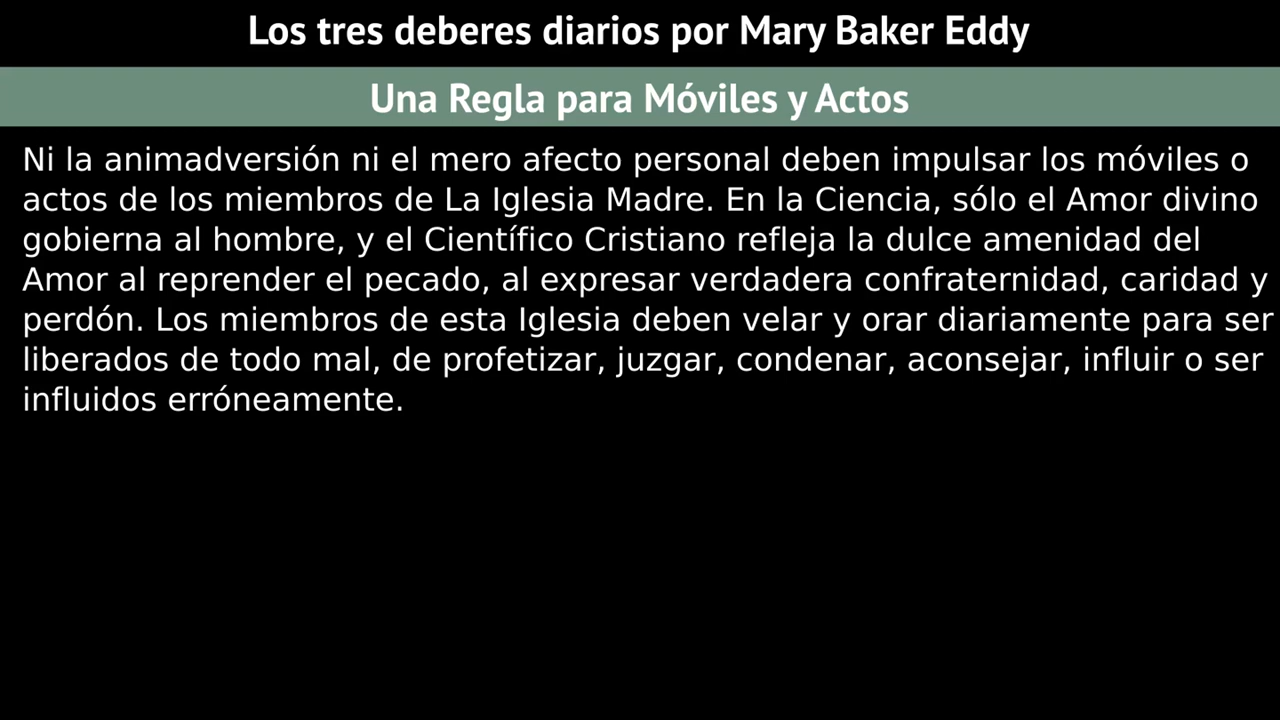 Los tres deberes diarios por Mary Baker Eddy
Una Regla para Móviles y Actos
Ni la animadversión ni el mero afecto personal deben impulsar los móviles o
actos de los miembros de La Iglesia Madre. En la Ciencia, sólo el Amor divino
gobierna al hombre, y el Científico Cristiano refleja la dulce amenidad del
Amor al reprender el pecado, al expresar verdadera confraternidad, caridad y
perdón. Los miembros de esta Iglesia deben velar y orar diariamente para ser
liberados de todo mal, de profetizar, juzgar, condenar, aconsejar, influir o ser
influidos erróneamente.